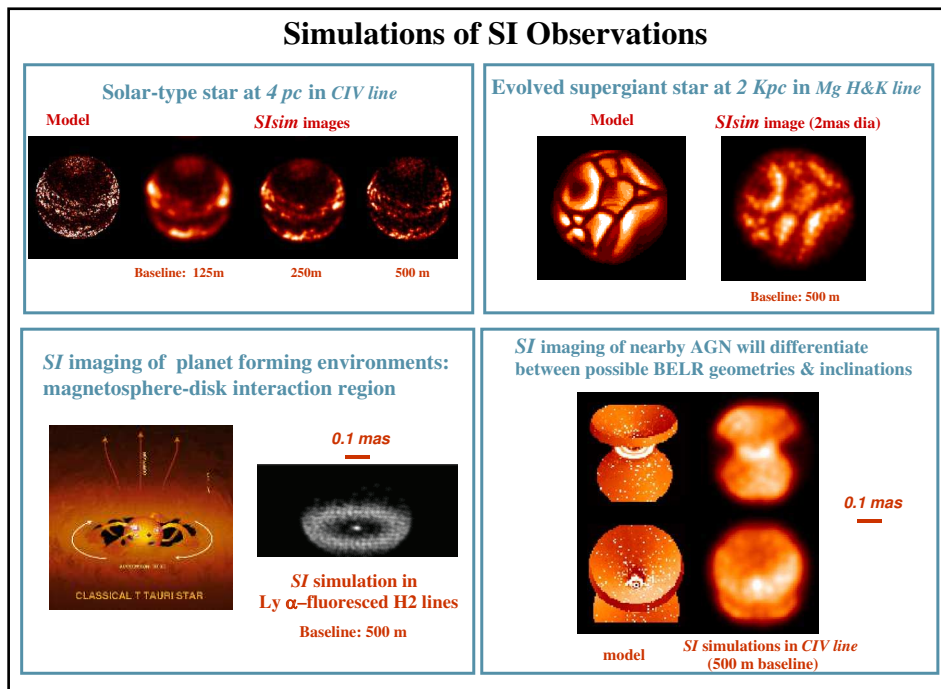 Simulations of SI Observations
Solar-type star at 4 pc in CIV line
Model
SIsim images
Baseline: 125m
250m
500 m
Evolved supergiant star at 2 Kpc in Mg H&K line
Model
SIsim image (2mas dia)
Baseline: 500 m
SI imaging of planet forming environments:
magnetosphere-disk interaction region
0.1 mas
CLASSICAL T TAURI STAR
SI simulation in
Ly α–fluoresced H2 lines
Baseline: 500 m
SI imaging of nearby AGN will differentiate
between possible BELR geometries & inclinations
0.1 mas
model
SI simulations in CIV line
(500 m baseline)